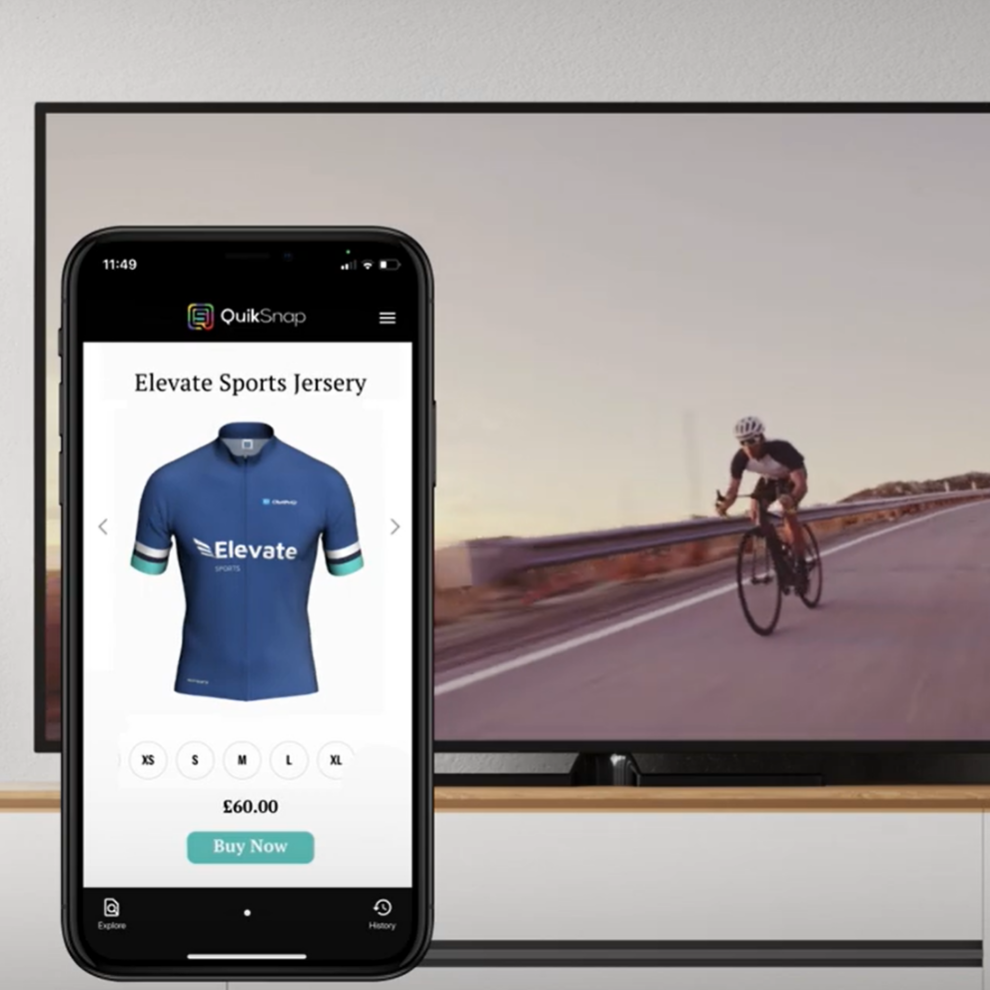 11:49
QuikSnap
Elevate Sports Jersery
Elevate
SPORTS
XS S M L XL
£60.00
Buy Now
Explore
History